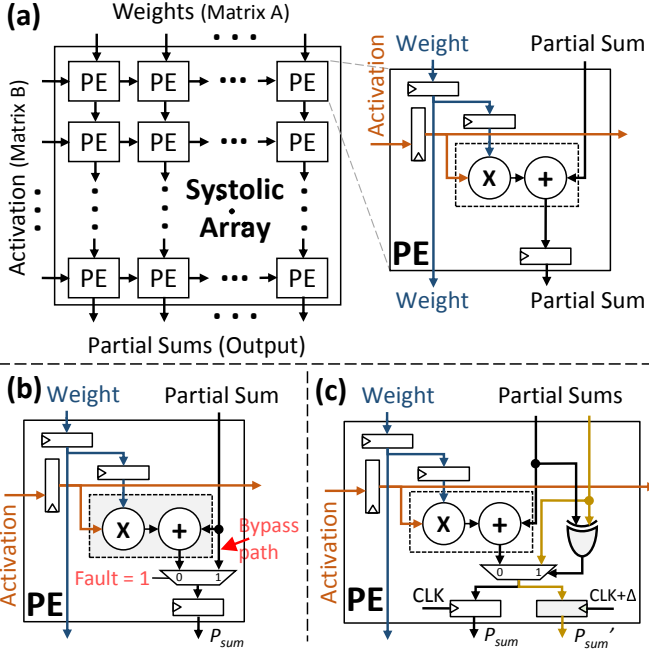 (a)
Weights (Matrix A)
Activation (Matrix B)
PE PE PE
PE PE PE
Systolic
Array
PE PE PE
Partial Sums (Output)
Weight Partial Sum
Activation
X +
PE
Weight Partial Sum
(b)
Weight Partial Sum
Activation
X +
Bypass
path
Fault = 1
0 1
PE
Psum
(c)
Weight Partial Sums
Activation
X +
0 1
PE
CLK CLK+Δ
Psum Psum′